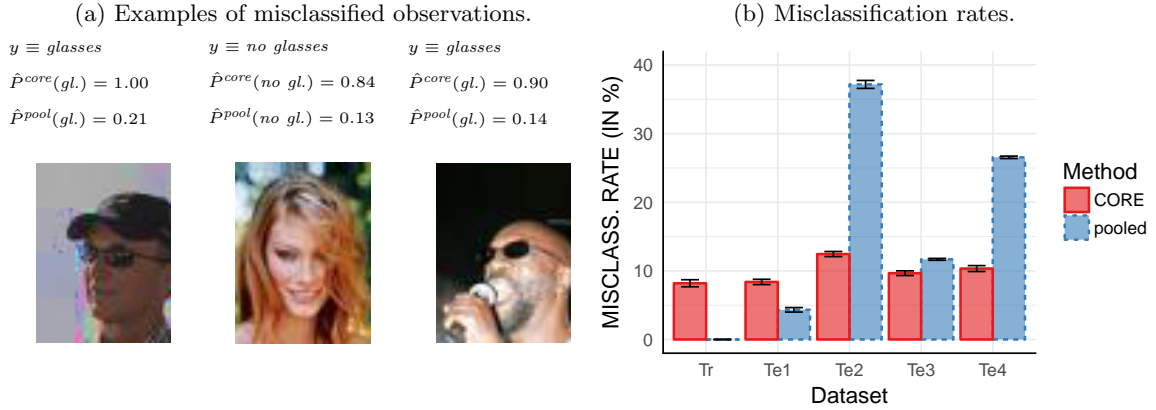 (a) Examples of misclassified observations.
y ≡ glasses
P̂^core(gl.) = 1.00
P̂^pool(gl.) = 0.21
y ≡ no glasses
P̂^core(no gl.) = 0.84
P̂^pool(no gl.) = 0.13
y ≡ glasses
P̂^core(gl.) = 0.90
P̂^pool(gl.) = 0.14
(b) Misclassification rates.
MISCLASS. RATE (IN %)
40
30
20
10
0
Tr Te1 Te2 Te3 Te4
Dataset
Method
CORE
pooled